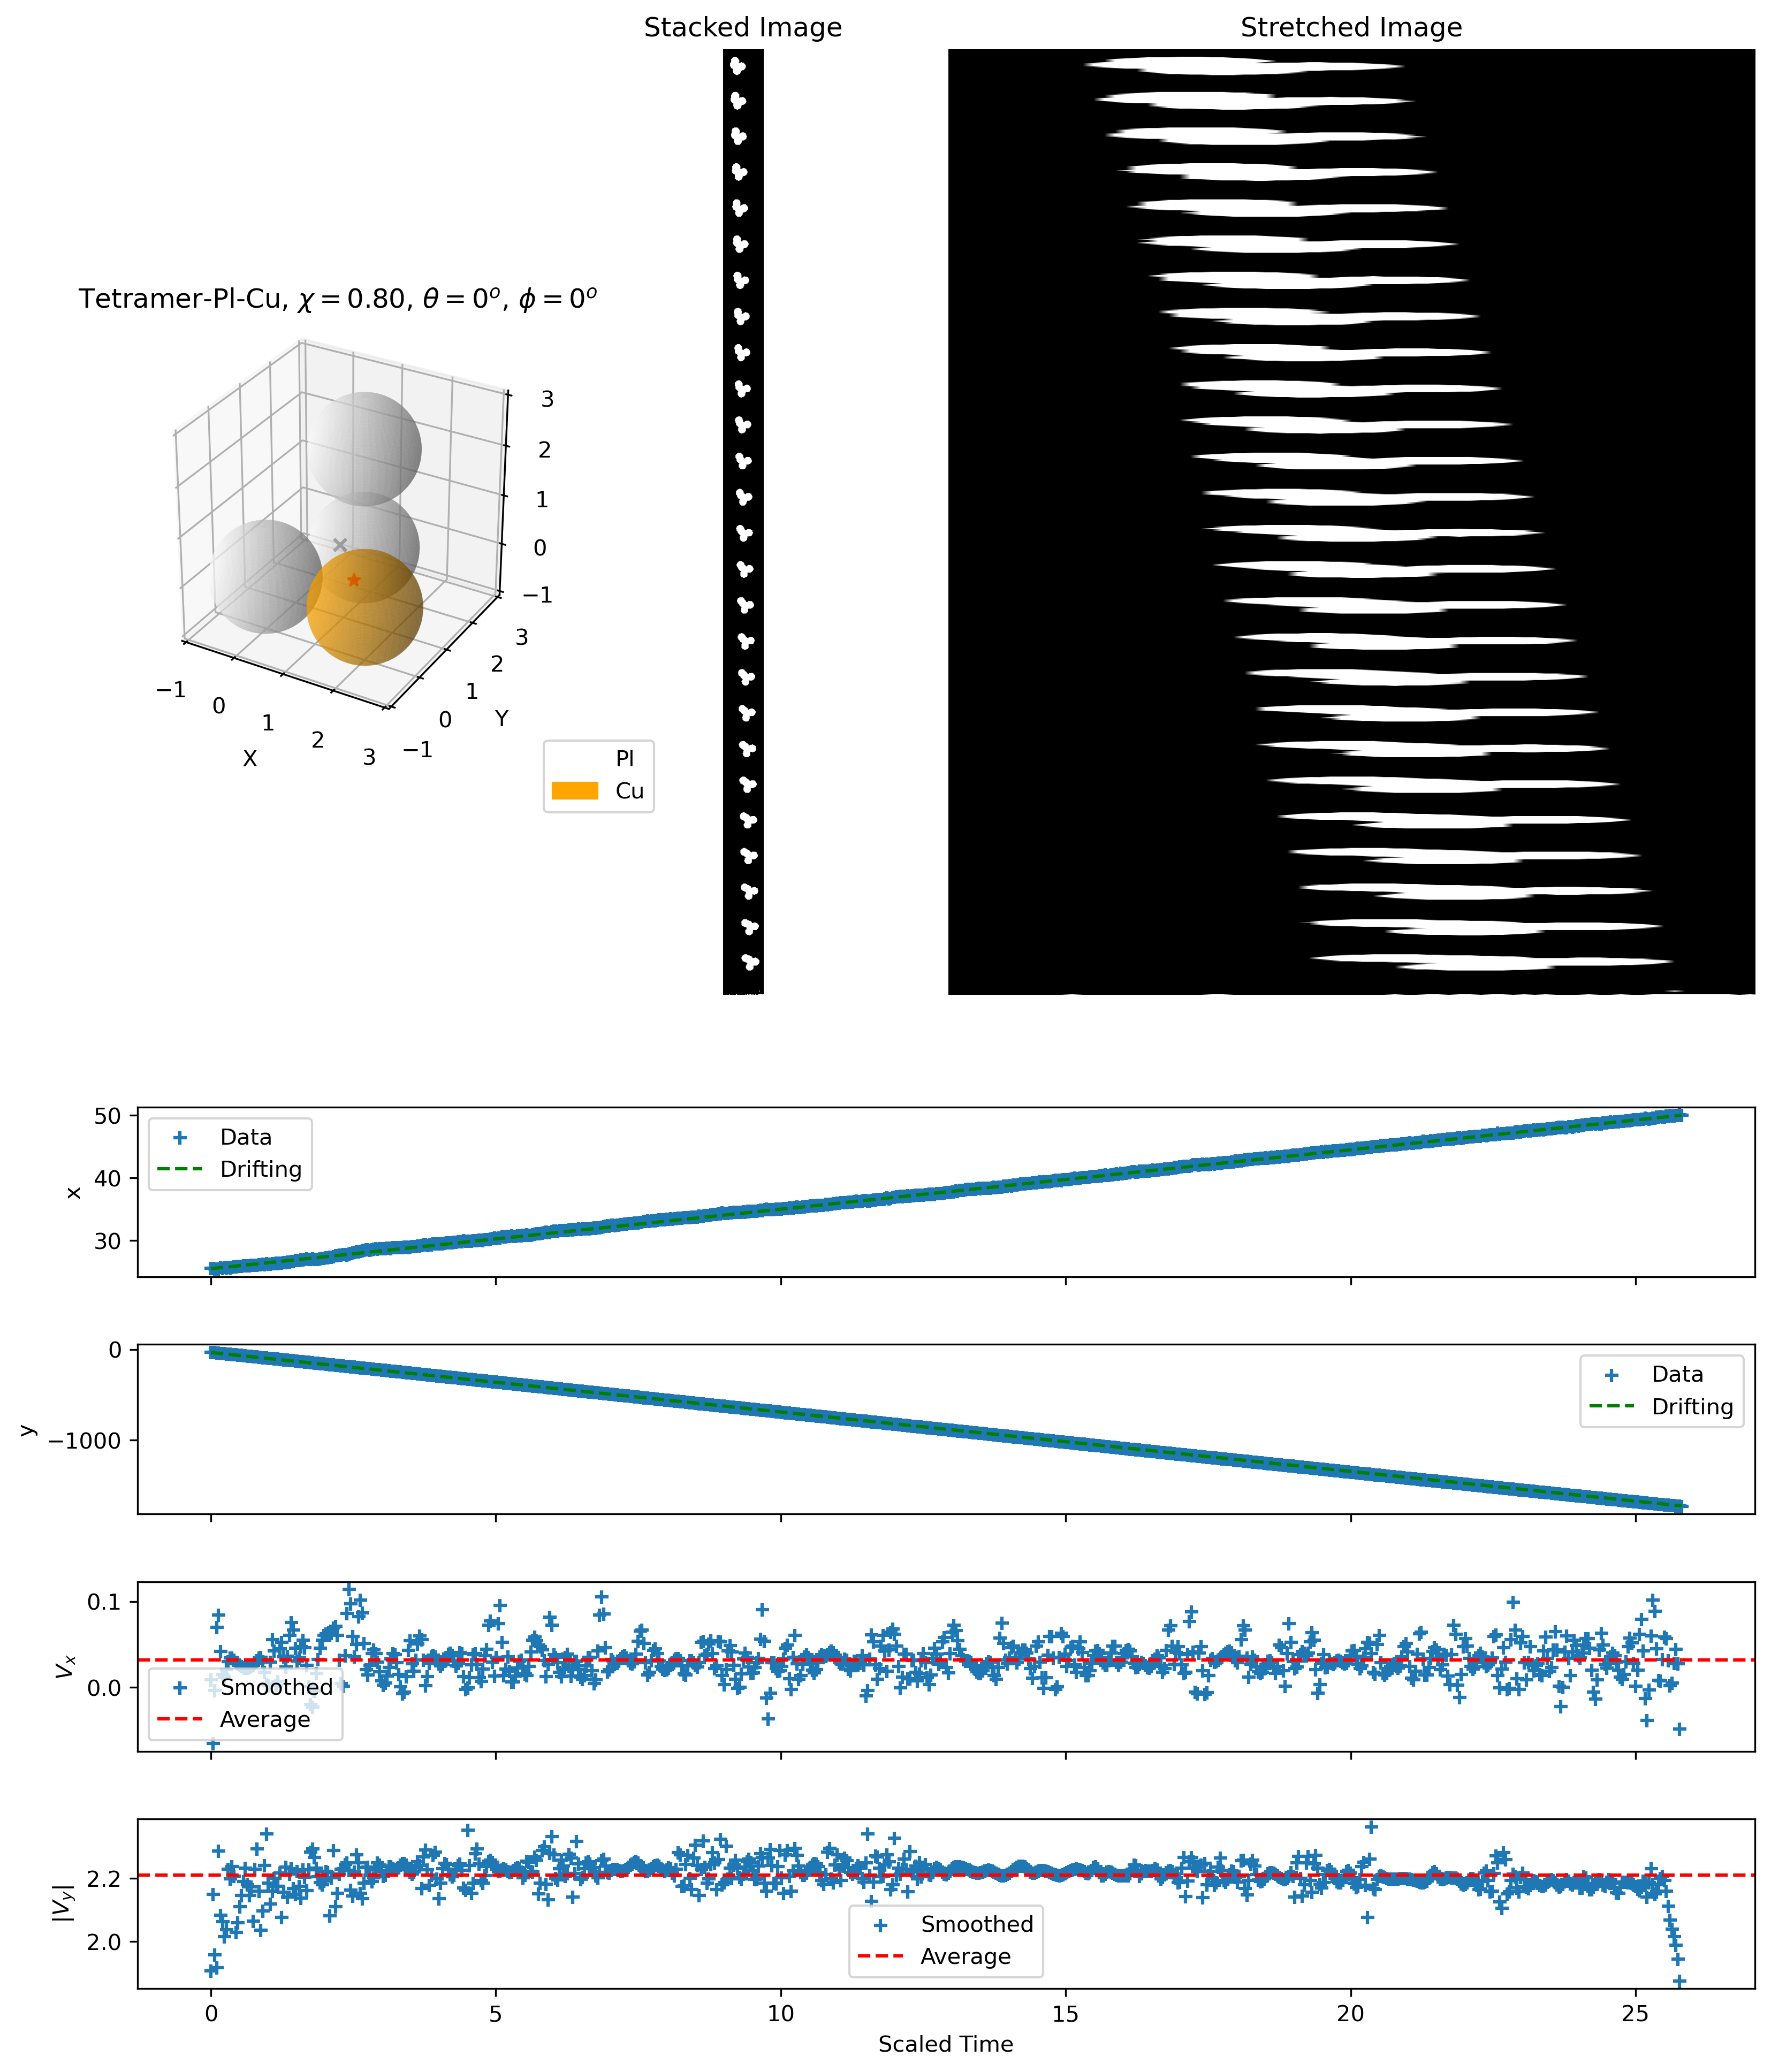 Stacked Image
Stretched Image
Tetramer-Pl-Cu, χ = 0.80, θ = 0°, ϕ = 0°
3
2
1
0
−1
3
2
1
0
−1
Y
−1
0
1
2
3
X
Pl
Cu
50
40
30
x
Data
Drifting
0
−1000
y
Data
Drifting
0.1
0.0
Vₓ
Smoothed
Average
2.2
2.0
|V_y|
Smoothed
Average
0 5 10 15 20 25
Scaled Time